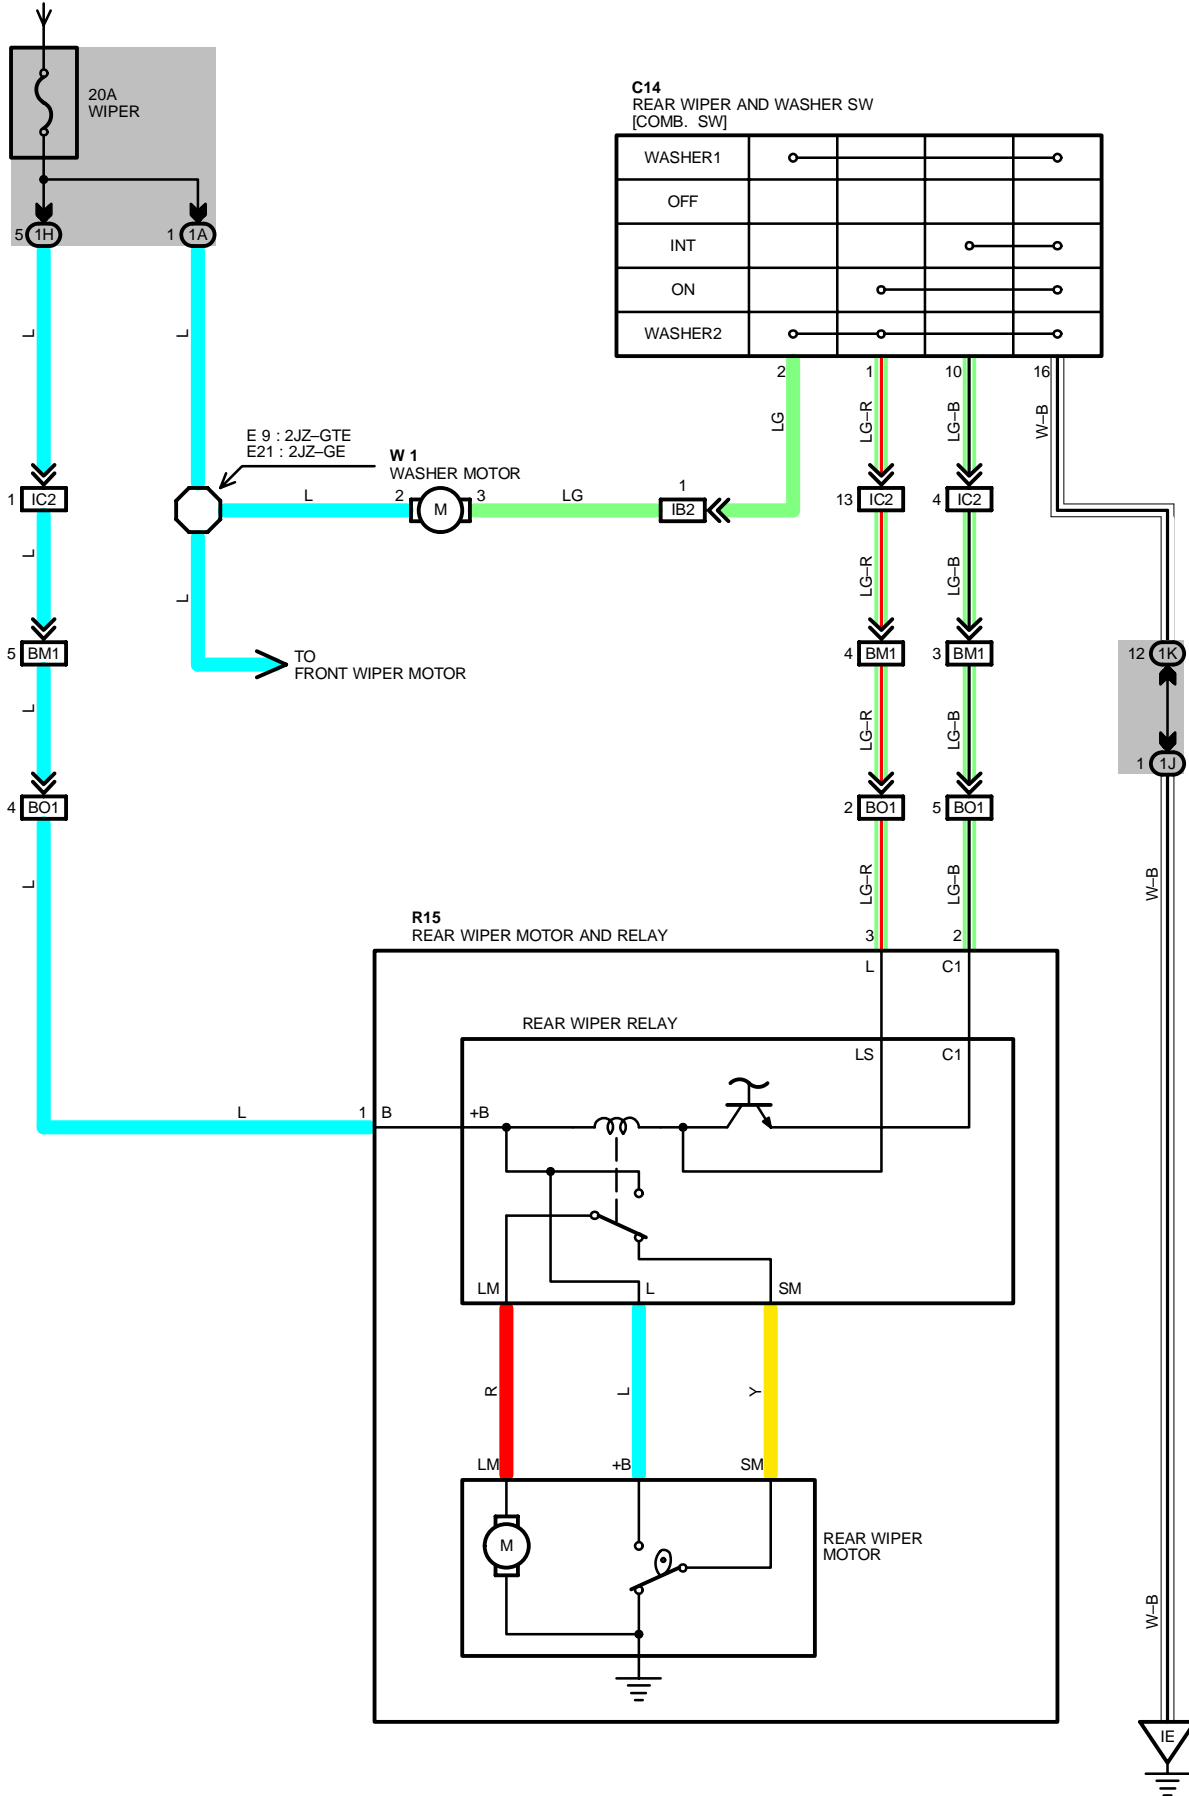 20A
WIPER
5 1H
1 1A
L
L
C14
REAR WIPER AND WASHER SW
[COMB. SW]
WASHER1
OFF
INT
ON
WASHER2
2
1
10
16
LG
LG–R
LG–B
W–B
E 9 : 2JZ–GTE
E21 : 2JZ–GE
W 1
WASHER MOTOR
1 IC2
L
2
M
3
LG
1
IB2
13 IC2
4 IC2
L
L
LG–R
LG–B
5 BM1
TO
FRONT WIPER MOTOR
4 BM1
3 BM1
12 1K
L
LG–R
LG–B
1 1J
4 BO1
2 BO1
5 BO1
L
LG–R
LG–B
W–B
R15
REAR WIPER MOTOR AND RELAY
3
2
L
C1
REAR WIPER RELAY
LS
C1
L
1
B
+B
LM
L
SM
R
L
Y
LM
+B
SM
M
REAR WIPER
MOTOR
W–B
IE